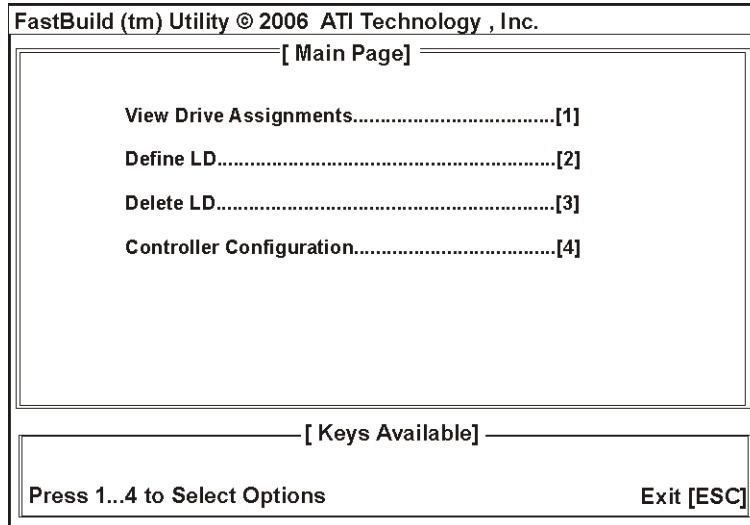 FastBuild (tm) Utility © 2006 ATI Technology , Inc.
[ Main Page]
View Drive Assignments.....................................[1]
Define LD..............................................................[2]
Delete LD..............................................................[3]
Controller Configuration.....................................[4]
[ Keys Available]
Press 1...4 to Select Options
Exit [ESC]